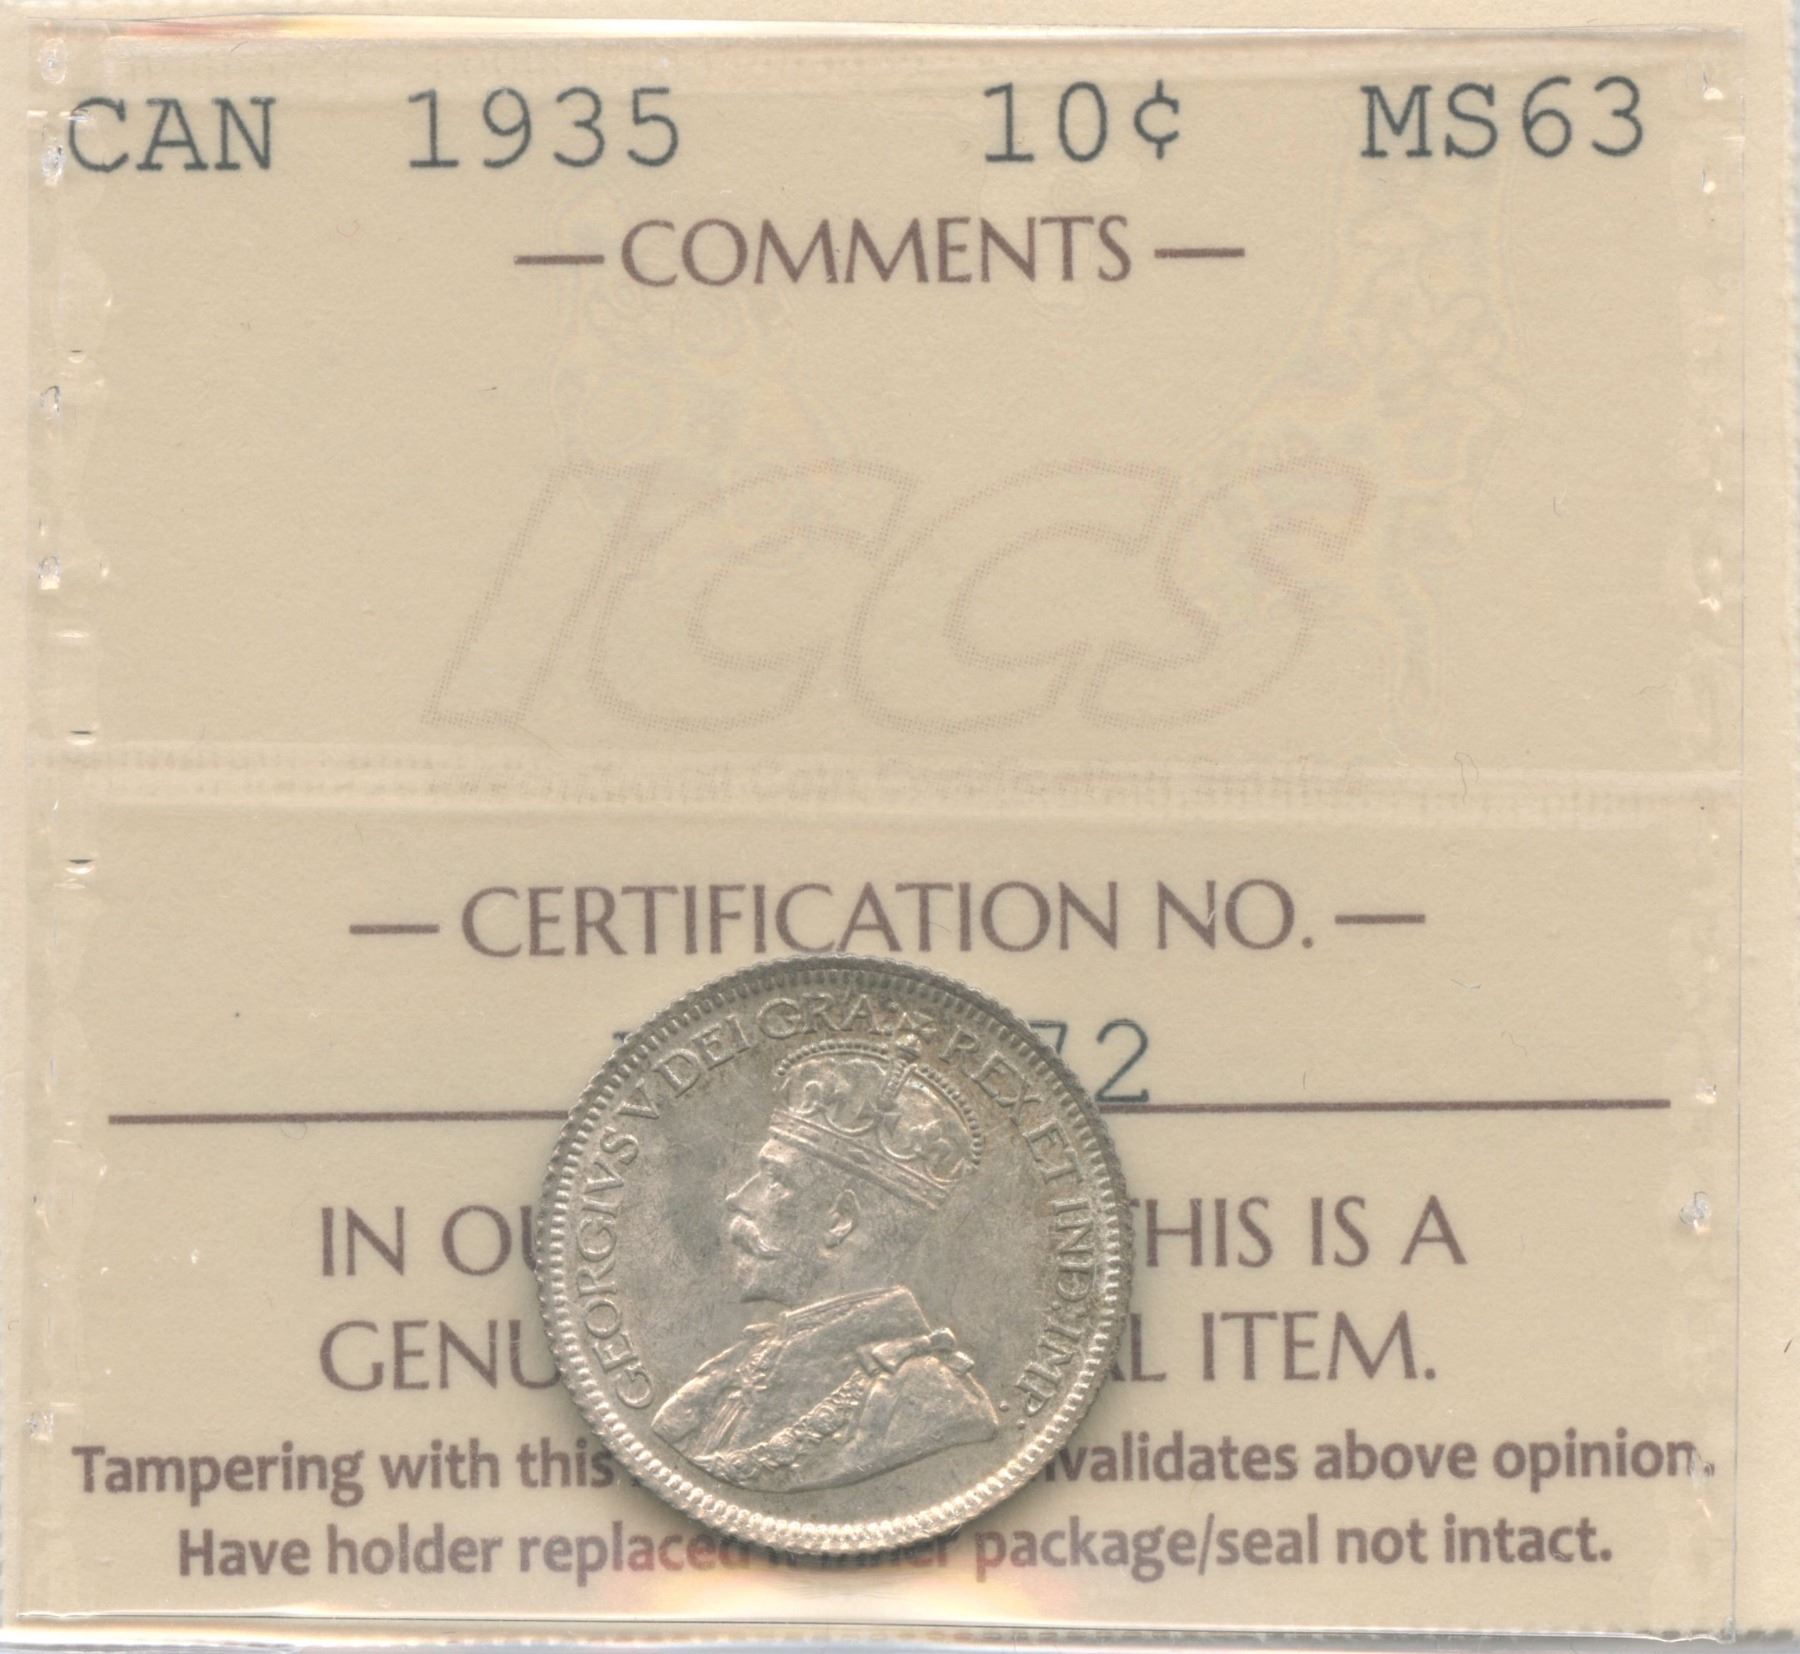 CAN 1935 10¢ MS63
— COMMENTS —
ICCS
— CERTIFICATION NO. —
72
GEORGIVS V DEI GRA: REX ET IND: IMP:
IN OU THIS IS A
GENU L ITEM.
Tampering with this validates above opinion.
Have holder replaced inner package/seal not intact.